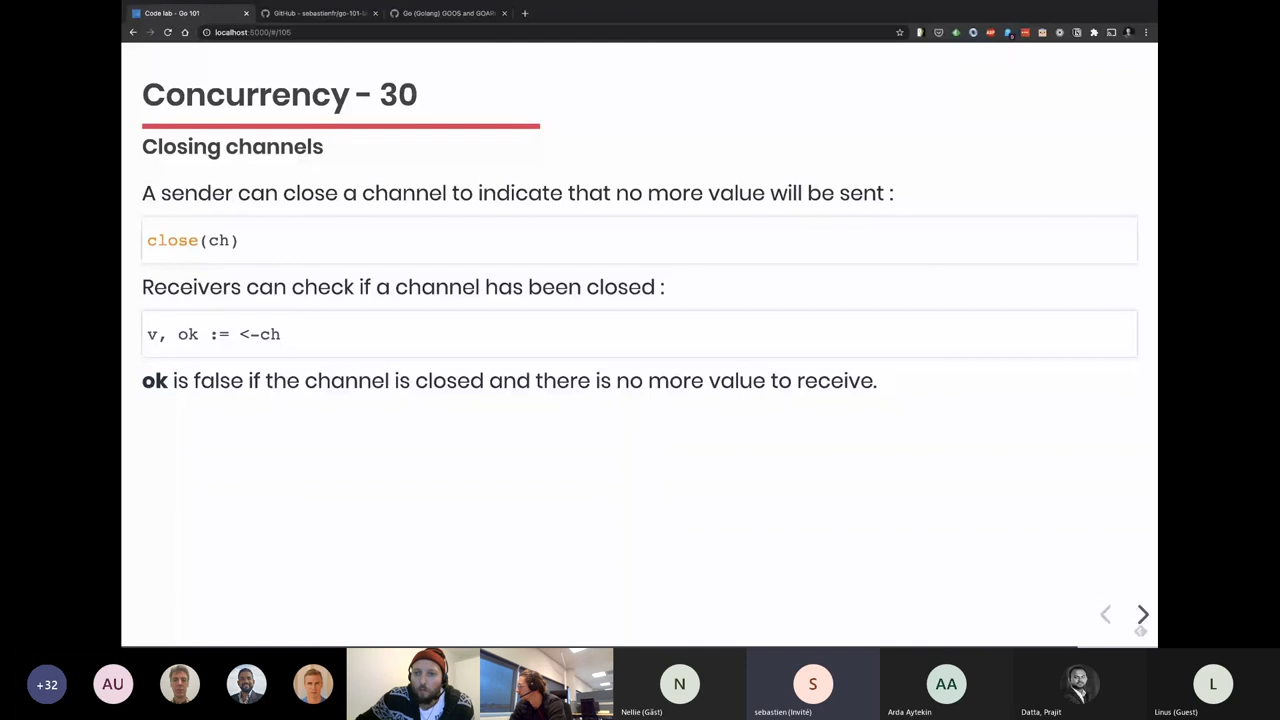 Code lab - Go 101
GitHub - sebastienfr/go-101-l
Go (Golang) GOOS and GOAR
localhost:5000/#/105
Concurrency - 30
Closing channels
A sender can close a channel to indicate that no more value will be sent :
close(ch)
Receivers can check if a channel has been closed :
v, ok := <-ch
ok is false if the channel is closed and there is no more value to receive.
+32
AU
N
S
AA
L
Nellie (Gäst)
sebastien (Invité)
Arda Aytekin
Datta, Prajit
Linus (Guest)